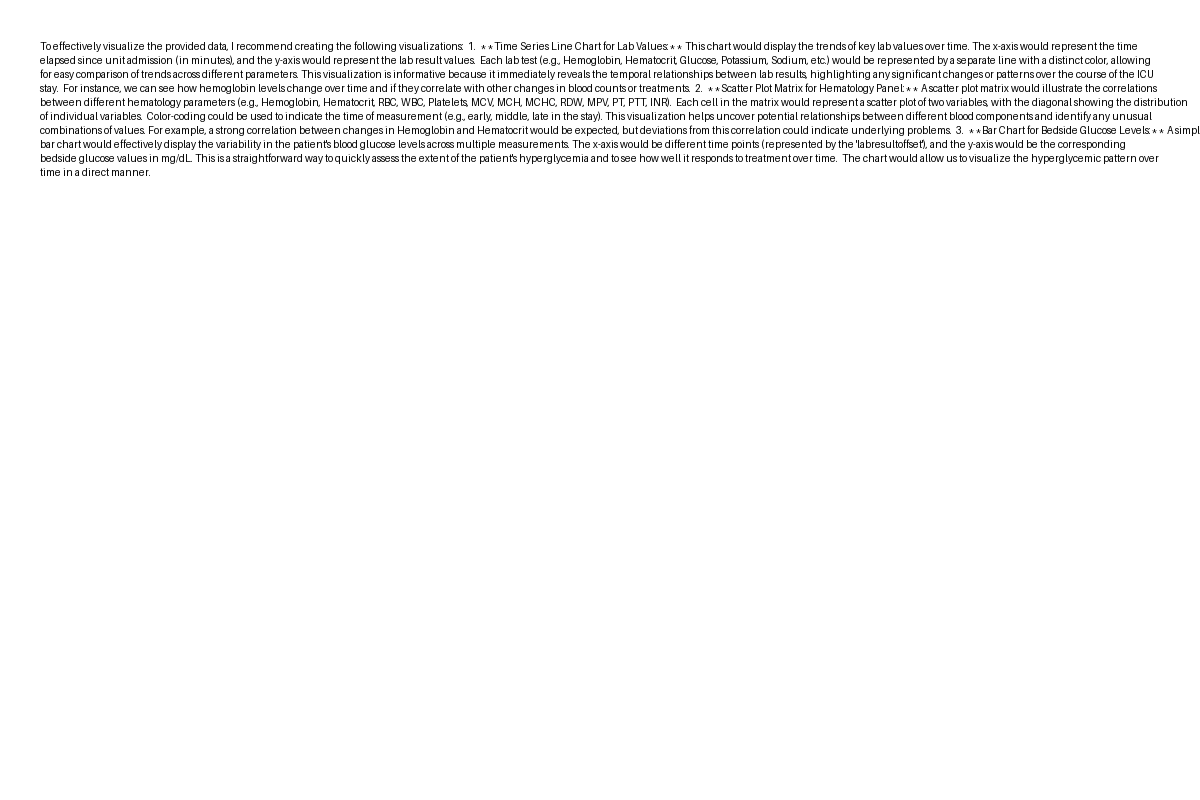 To effectively visualize the provided data, I recommend creating the following visualizations:  1.  **Time Series Line Chart for Lab Values:** This chart would display the trends of key lab values over time. The x-axis would represent the time
elapsed since unit admission (in minutes), and the y-axis would represent the lab result values.  Each lab test (e.g., Hemoglobin, Hematocrit, Glucose, Potassium, Sodium, etc.) would be represented by a separate line with a distinct color, allowing
for easy comparison of trends across different parameters. This visualization is informative because it immediately reveals the temporal relationships between lab results, highlighting any significant changes or patterns over the course of the ICU
stay.  For instance, we can see how hemoglobin levels change over time and if they correlate with other changes in blood counts or treatments.  2.  **Scatter Plot Matrix for Hematology Panel:** A scatter plot matrix would illustrate the correlations
between different hematology parameters (e.g., Hemoglobin, Hematocrit, RBC, WBC, Platelets, MCV, MCH, MCHC, RDW, MPV, PT, PTT, INR).  Each cell in the matrix would represent a scatter plot of two variables, with the diagonal showing the distribution
of individual variables.  Color-coding could be used to indicate the time of measurement (e.g., early, middle, late in the stay). This visualization helps uncover potential relationships between different blood components and identify any unusual
combinations of values. For example, a strong correlation between changes in Hemoglobin and Hematocrit would be expected, but deviations from this correlation could indicate underlying problems.  3.  **Bar Chart for Bedside Glucose Levels:** A simpl
bar chart would effectively display the variability in the patient's blood glucose levels across multiple measurements. The x-axis would be different time points (represented by the 'labresultoffset'), and the y-axis would be the corresponding
bedside glucose values in mg/dL.  This is a straightforward way to quickly assess the extent of the patient's hyperglycemia and to see how well it responds to treatment over time.  The chart would allow us to visualize the hyperglycemic pattern over
time in a direct manner.